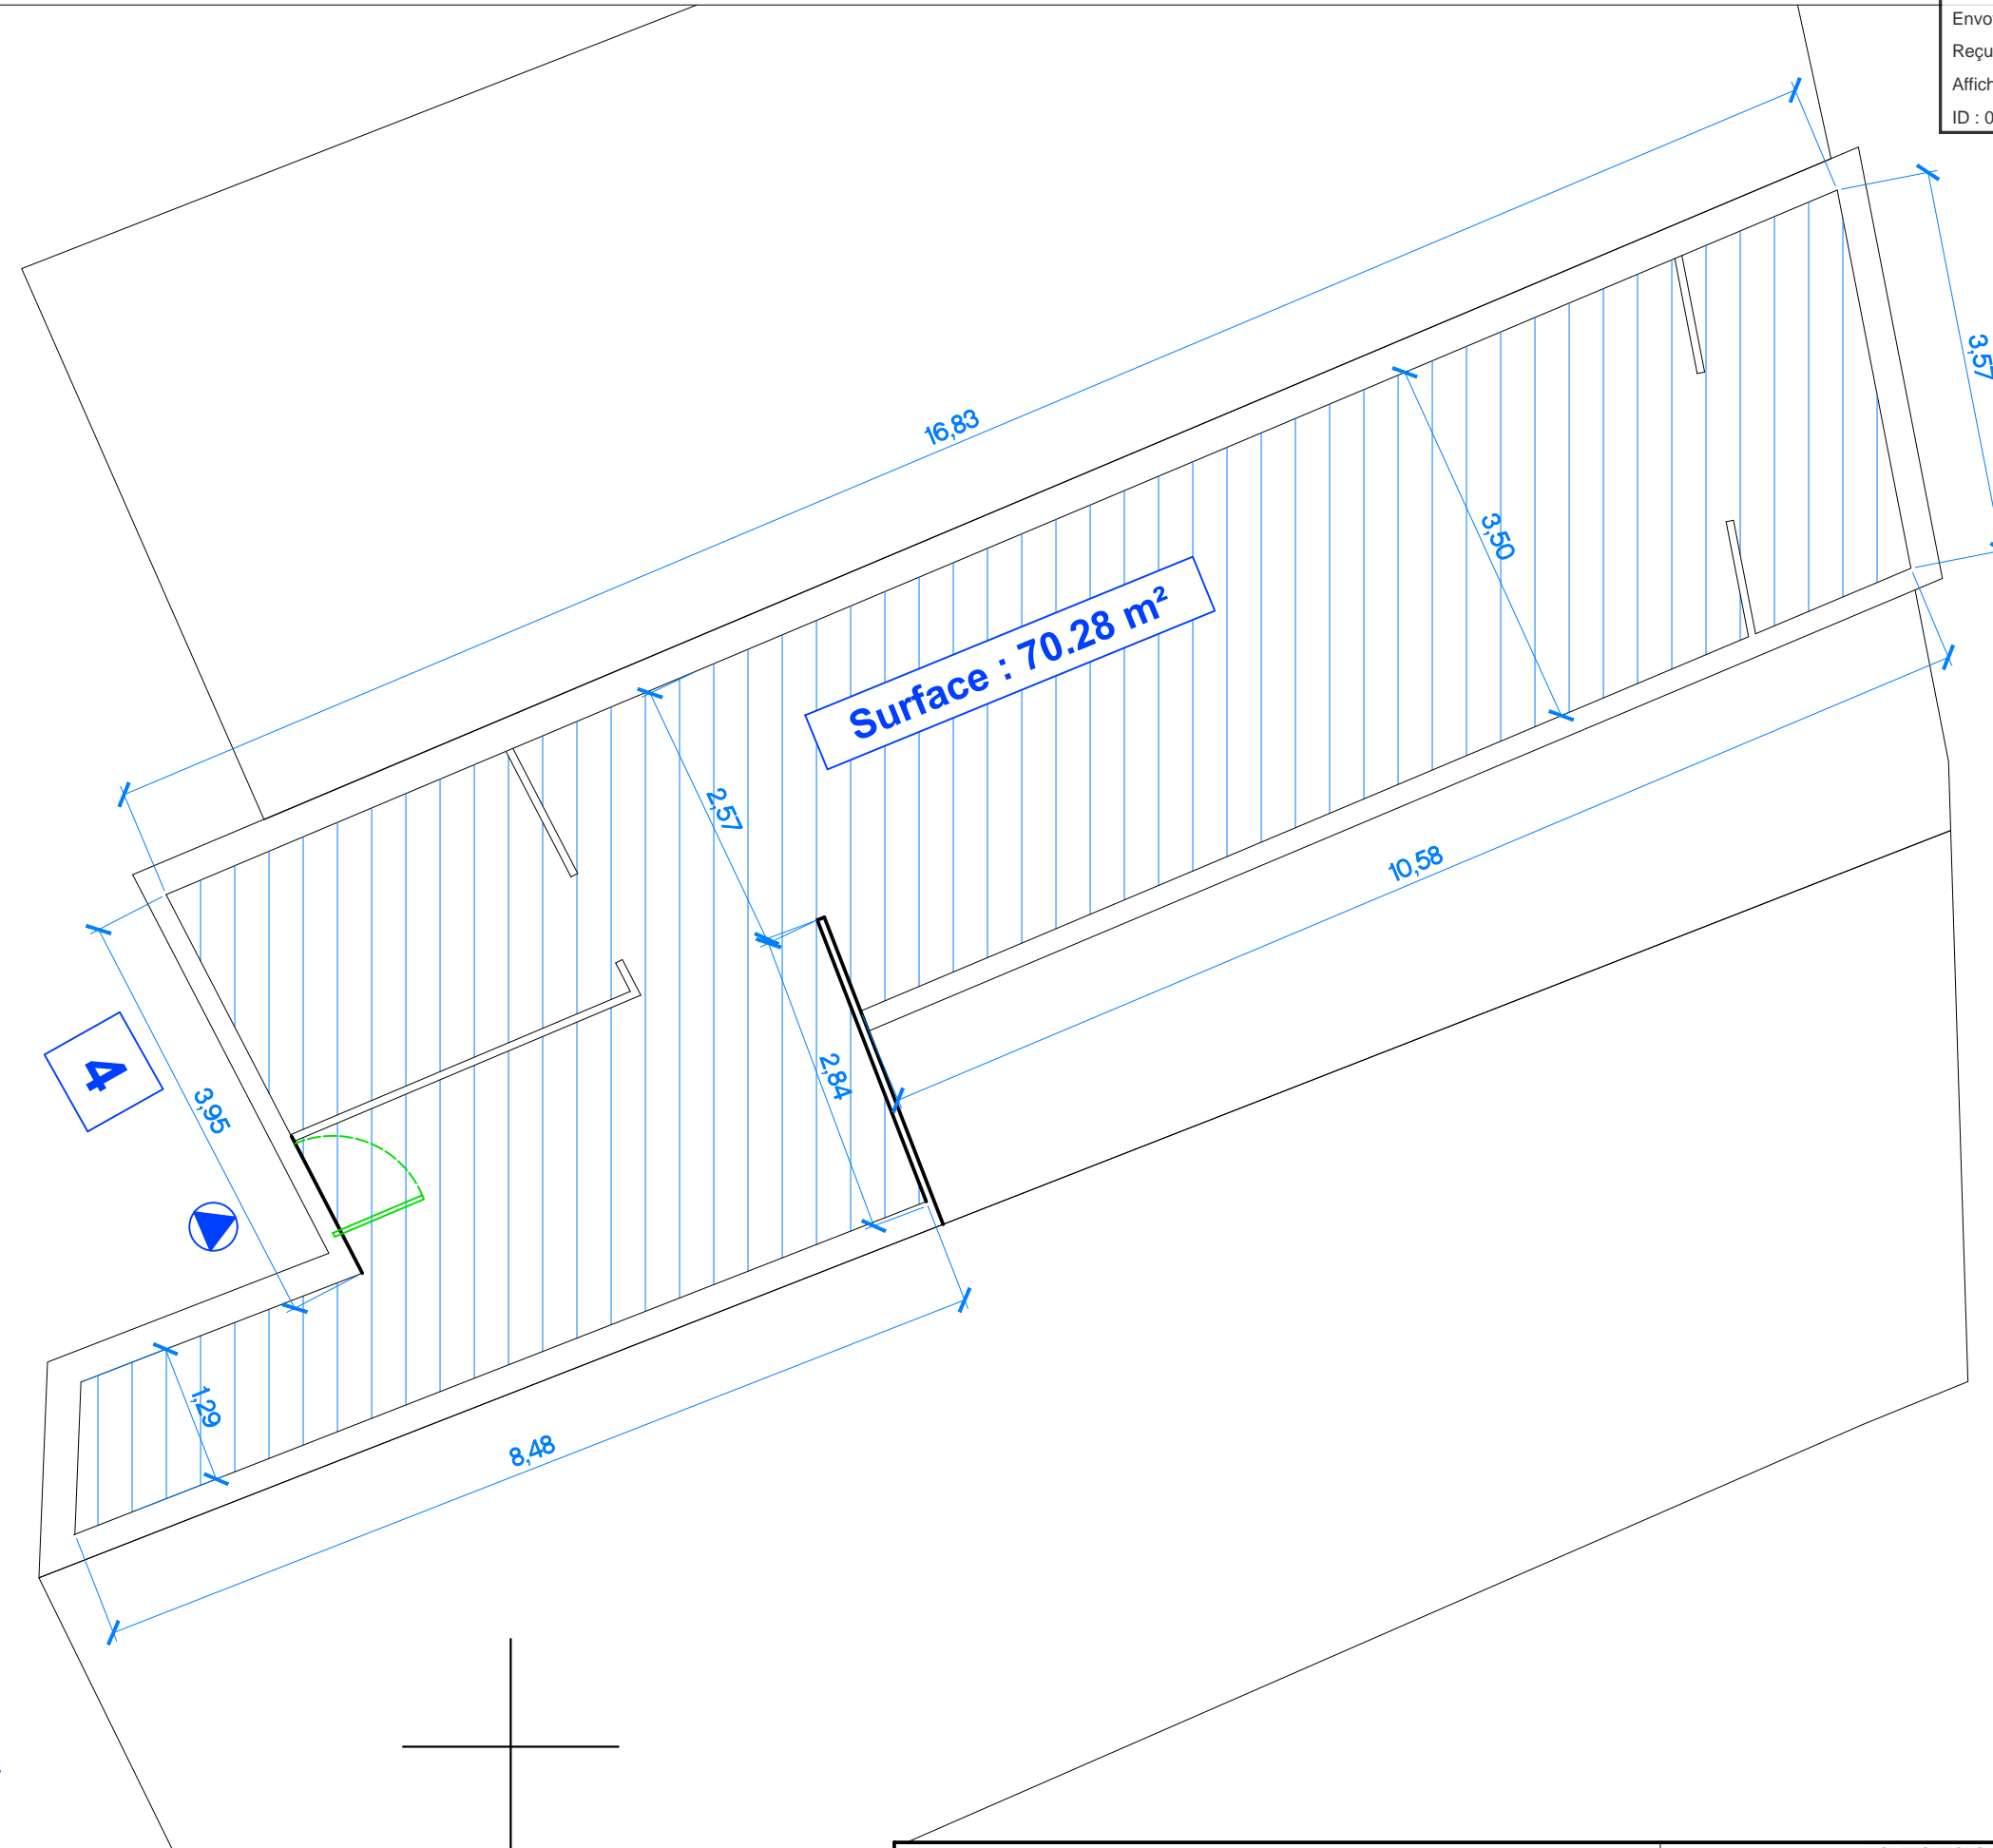 Envo
Reçu
Affich
ID : 0
3,57
16,83
3,50
Surface : 70.28 m²
2,57
10,58
2,84
4
3,95
1,29
8,48